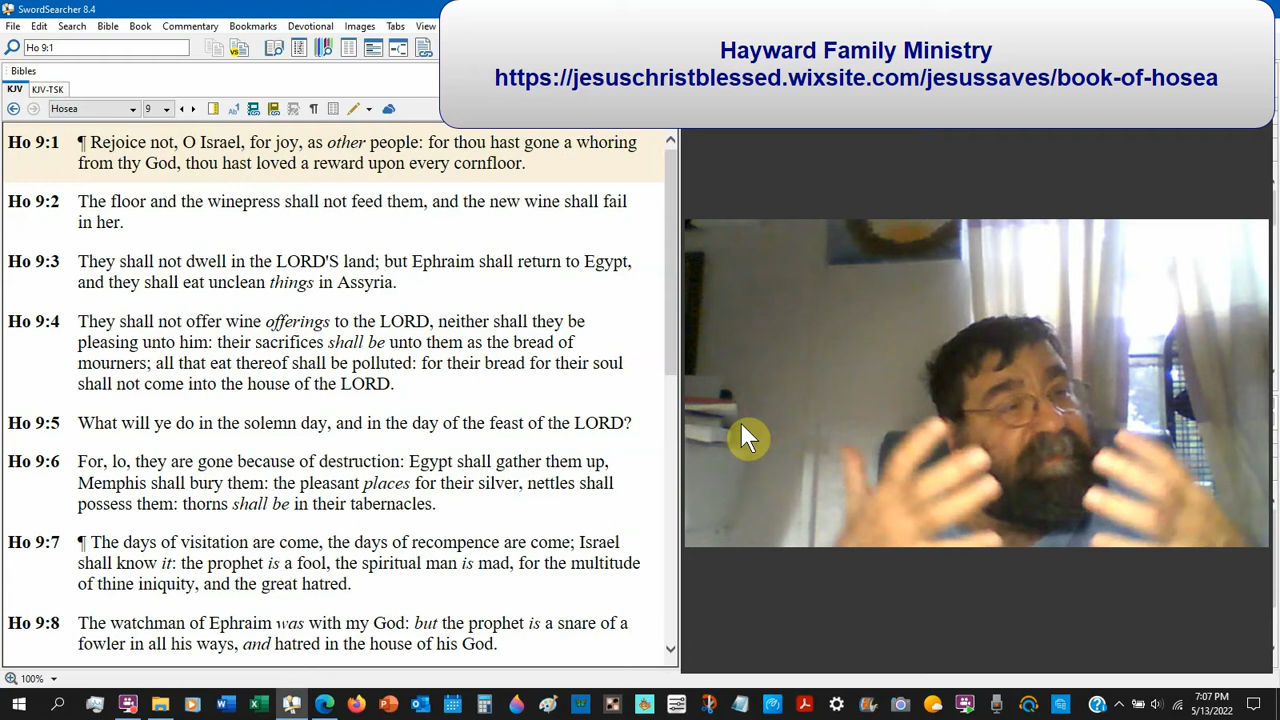 SwordSearcher 8.4
File Edit Search Bible Book Commentary Bookmarks Devotional Images Tabs View
Hayward Family Ministry
https://jesuschristblessed.wixsite.com/jesussaves/book-of-hosea
Ho 9:1
Bibles
KJV KJV-TSK
Hosea 9
Ho 9:1 ¶ Rejoice not, O Israel, for joy, as other people: for thou hast gone a whoring
from thy God, thou hast loved a reward upon every cornfloor.
Ho 9:2 The floor and the winepress shall not feed them, and the new wine shall fail
in her.
Ho 9:3 They shall not dwell in the LORD'S land; but Ephraim shall return to Egypt,
and they shall eat unclean things in Assyria.
Ho 9:4 They shall not offer wine offerings to the LORD, neither shall they be
pleasing unto him: their sacrifices shall be unto them as the bread of
mourners; all that eat thereof shall be polluted: for their bread for their soul
shall not come into the house of the LORD.
Ho 9:5 What will ye do in the solemn day, and in the day of the feast of the LORD?
Ho 9:6 For, lo, they are gone because of destruction: Egypt shall gather them up,
Memphis shall bury them: the pleasant places for their silver, nettles shall
possess them: thorns shall be in their tabernacles.
Ho 9:7 ¶ The days of visitation are come, the days of recompence are come; Israel
shall know it: the prophet is a fool, the spiritual man is mad, for the multitude
of thine iniquity, and the great hatred.
Ho 9:8 The watchman of Ephraim was with my God: but the prophet is a snare of a
fowler in all his ways, and hatred in the house of his God.
100%
7:07 PM
5/13/2022